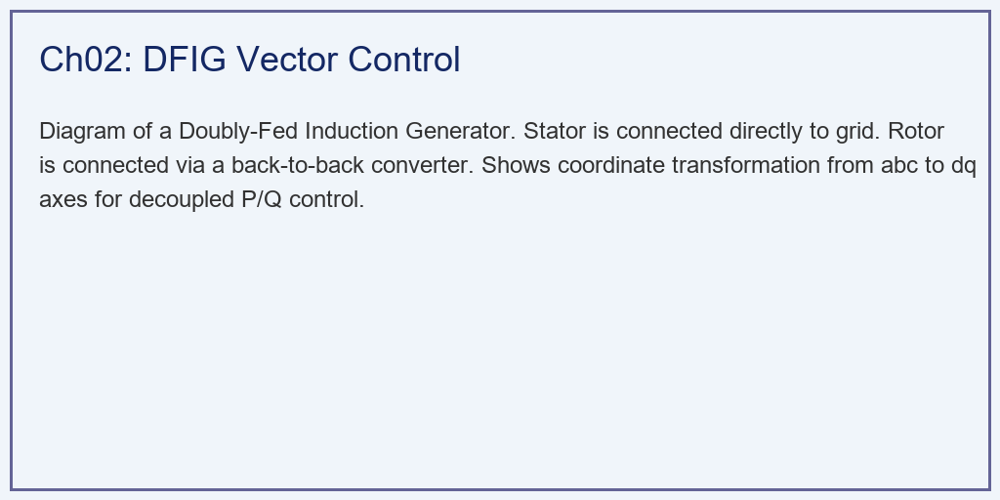 Ch02: DFIG Vector Control
Diagram of a Doubly-Fed Induction Generator. Stator is connected directly to grid. Rotor
is connected via a back-to-back converter. Shows coordinate transformation from abc to dq
axes for decoupled P/Q control.